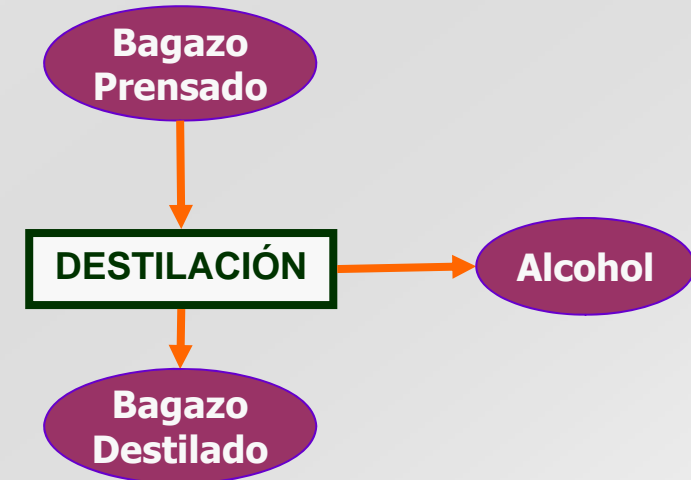 Bagazo
Prensado
DESTILACIÓN
Alcohol
Bagazo
Destilado